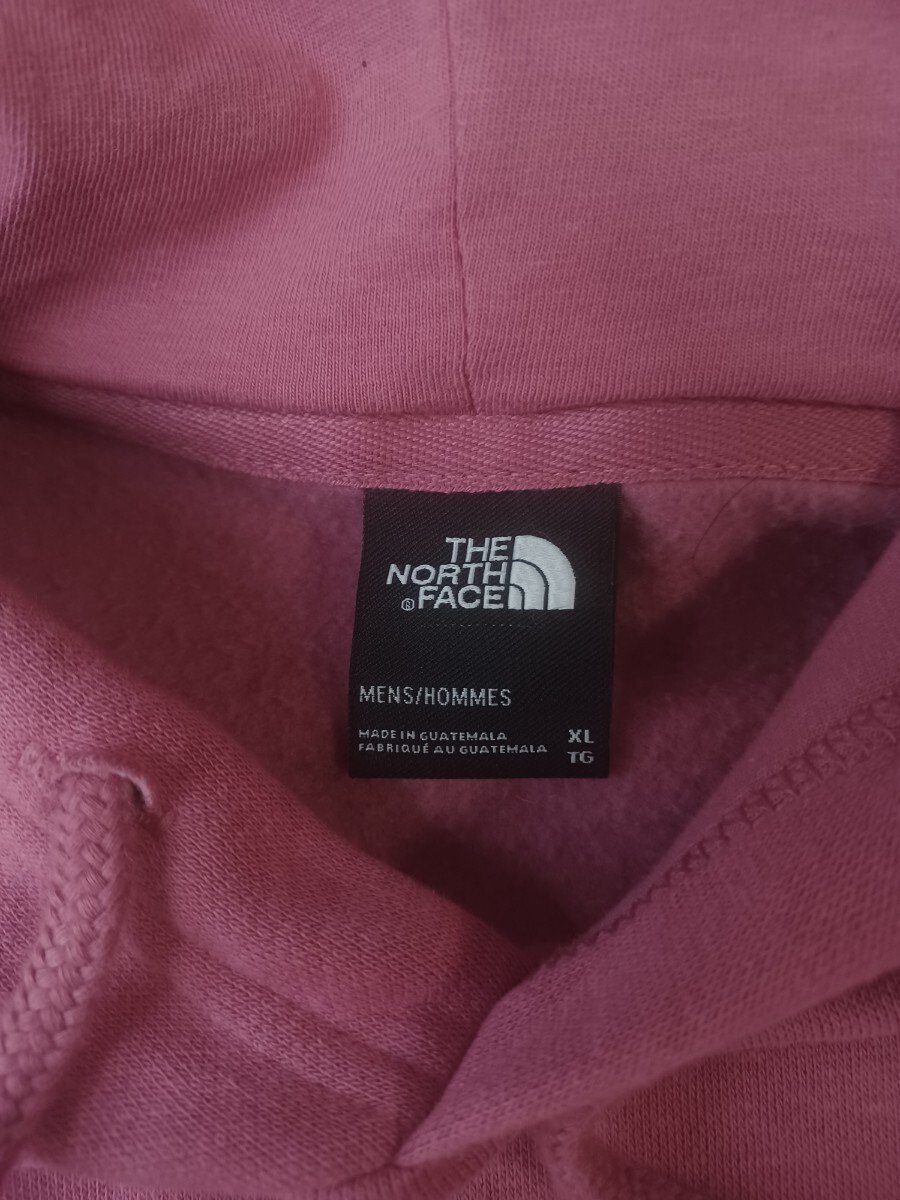 THE
NORTH
® FACE
MENS/HOMMES
MADE IN GUATEMALA XL
FABRIQUÉ AU GUATEMALA TG